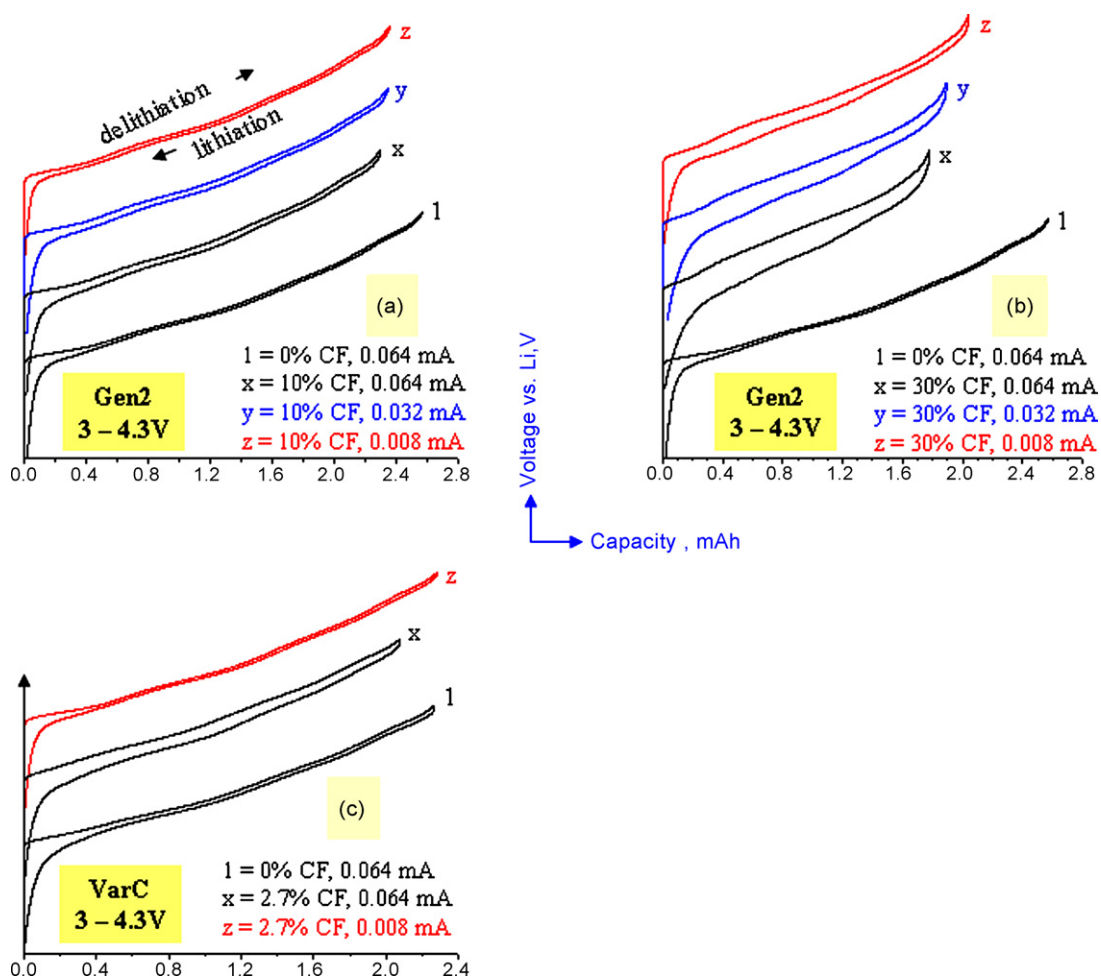 z
delithiation
lithiation
y
x
1
(a)
1 = 0% CF, 0.064 mA
x = 10% CF, 0.064 mA
y = 10% CF, 0.032 mA
z = 10% CF, 0.008 mA
Gen2
3 – 4.3V
0.0 0.4 0.8 1.2 1.6 2.0 2.4 2.8
z
y
x
1
(b)
1 = 0% CF, 0.064 mA
x = 30% CF, 0.064 mA
y = 30% CF, 0.032 mA
z = 30% CF, 0.008 mA
Gen2
3 – 4.3V
0.0 0.4 0.8 1.2 1.6 2.0 2.4 2.8
Voltage vs. Li,V
Capacity , mAh
z
x
1
(c)
1 = 0% CF, 0.064 mA
x = 2.7% CF, 0.064 mA
z = 2.7% CF, 0.008 mA
VarC
3 – 4.3V
0.0 0.4 0.8 1.2 1.6 2.0 2.4